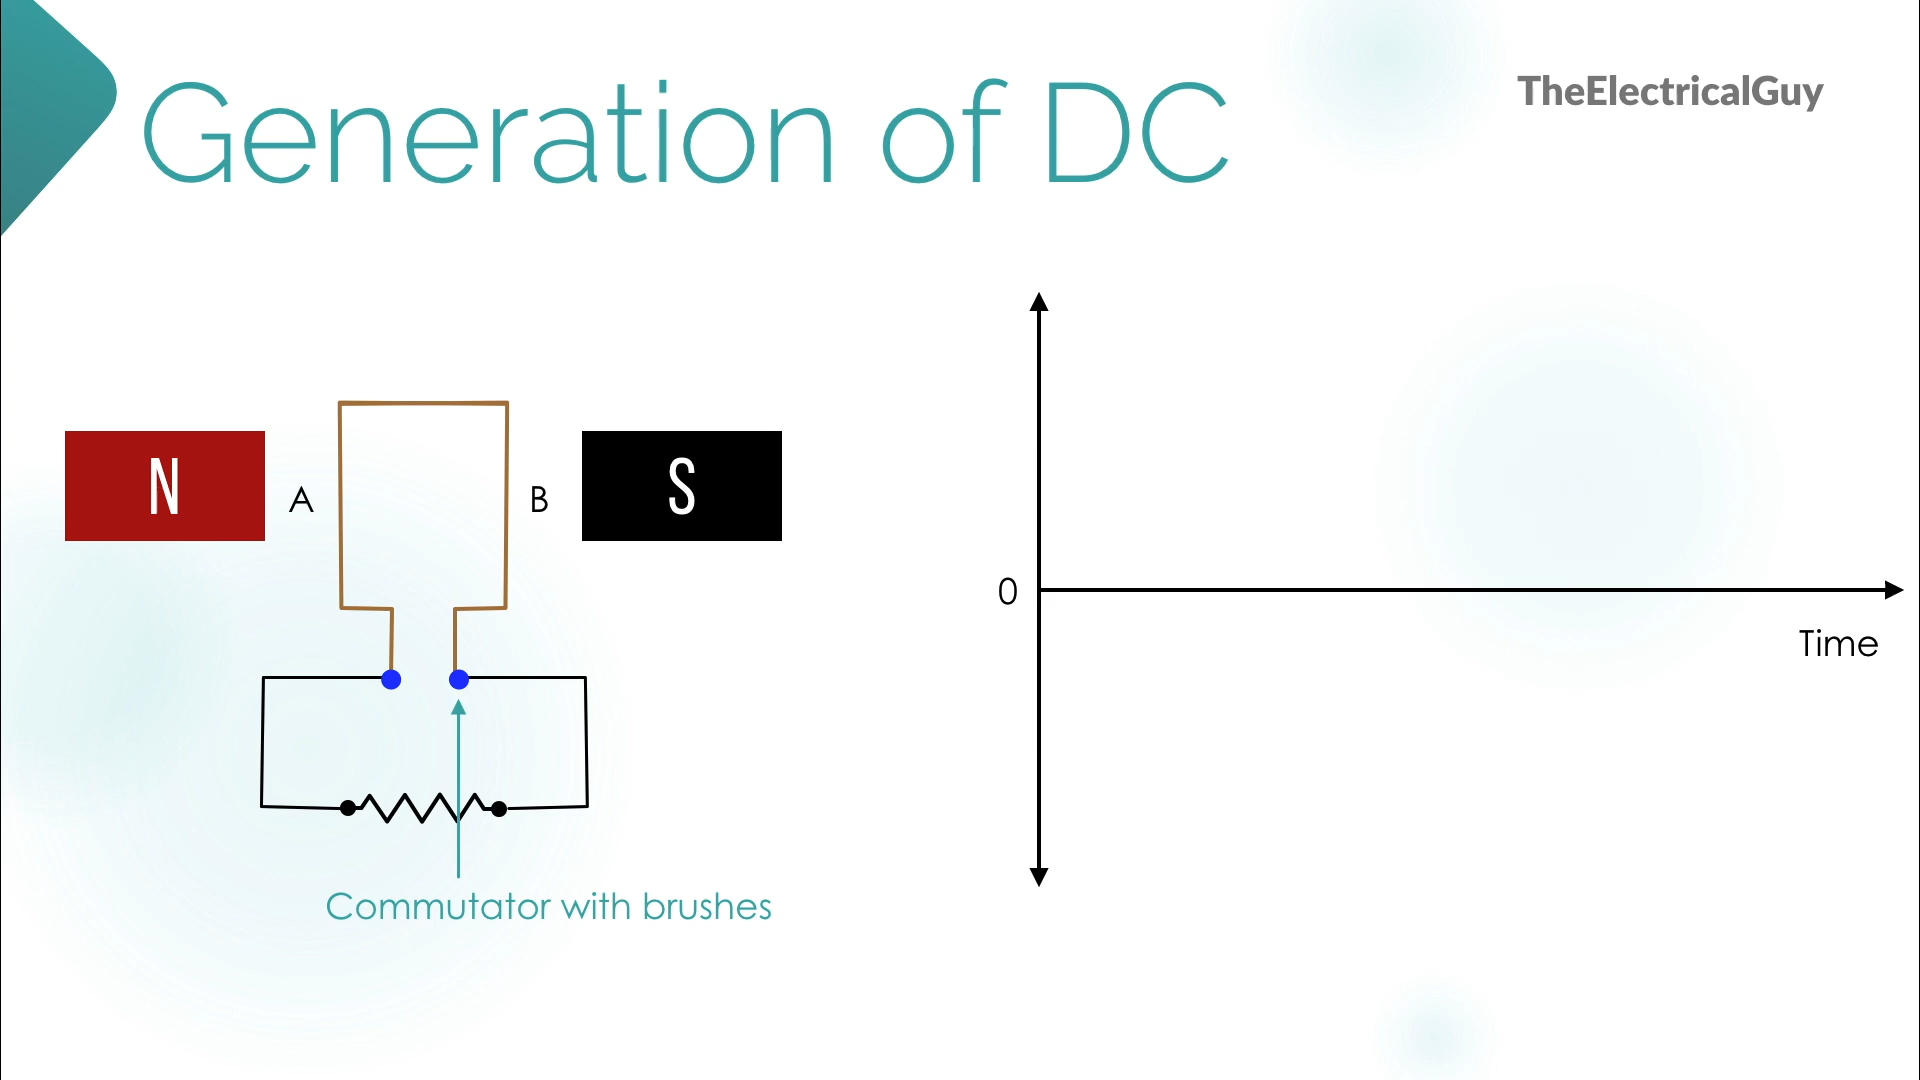 Generation of DC
TheElectricalGuy
N
A
B
S
0
Time
Commutator with brushes